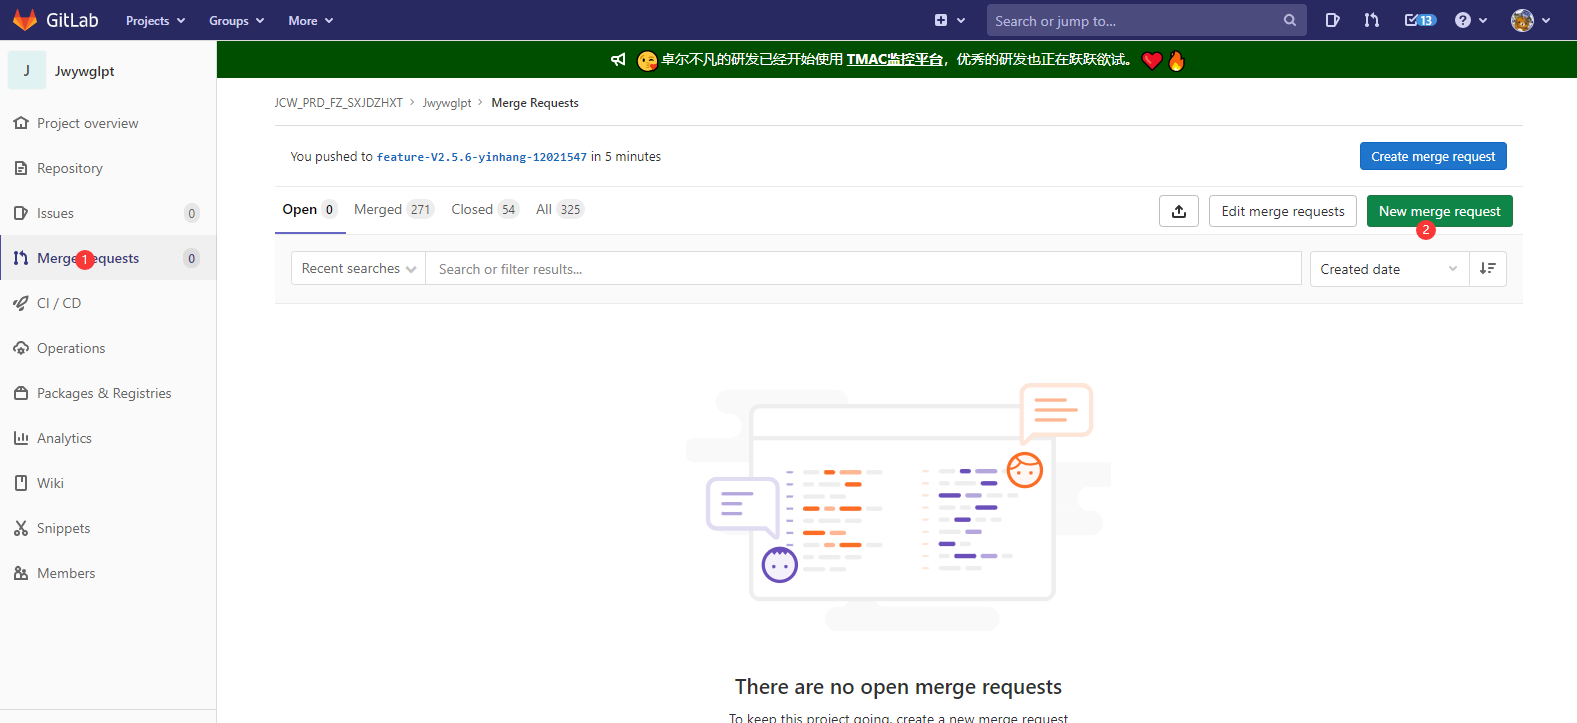 GitLab Projects Groups More Search or jump to... 13
J Jwywglpt
Project overview
Repository
Issues 0
Merge Requests 0
1
CI / CD
Operations
Packages & Registries
Analytics
Wiki
Snippets
Members
卓尔不凡的研发已经开始使用 TMAC监控平台，优秀的研发也正在跃跃欲试。
JCW_PRD_FZ_SXJDZHXT > Jwywglpt > Merge Requests
You pushed to feature-V2.5.6-yinhang-12021547 in 5 minutes Create merge request
Open 0 Merged 271 Closed 54 All 325 Edit merge requests New merge request
2
Recent searches Search or filter results... Created date
There are no open merge requests
To keep this project going, create a new merge request